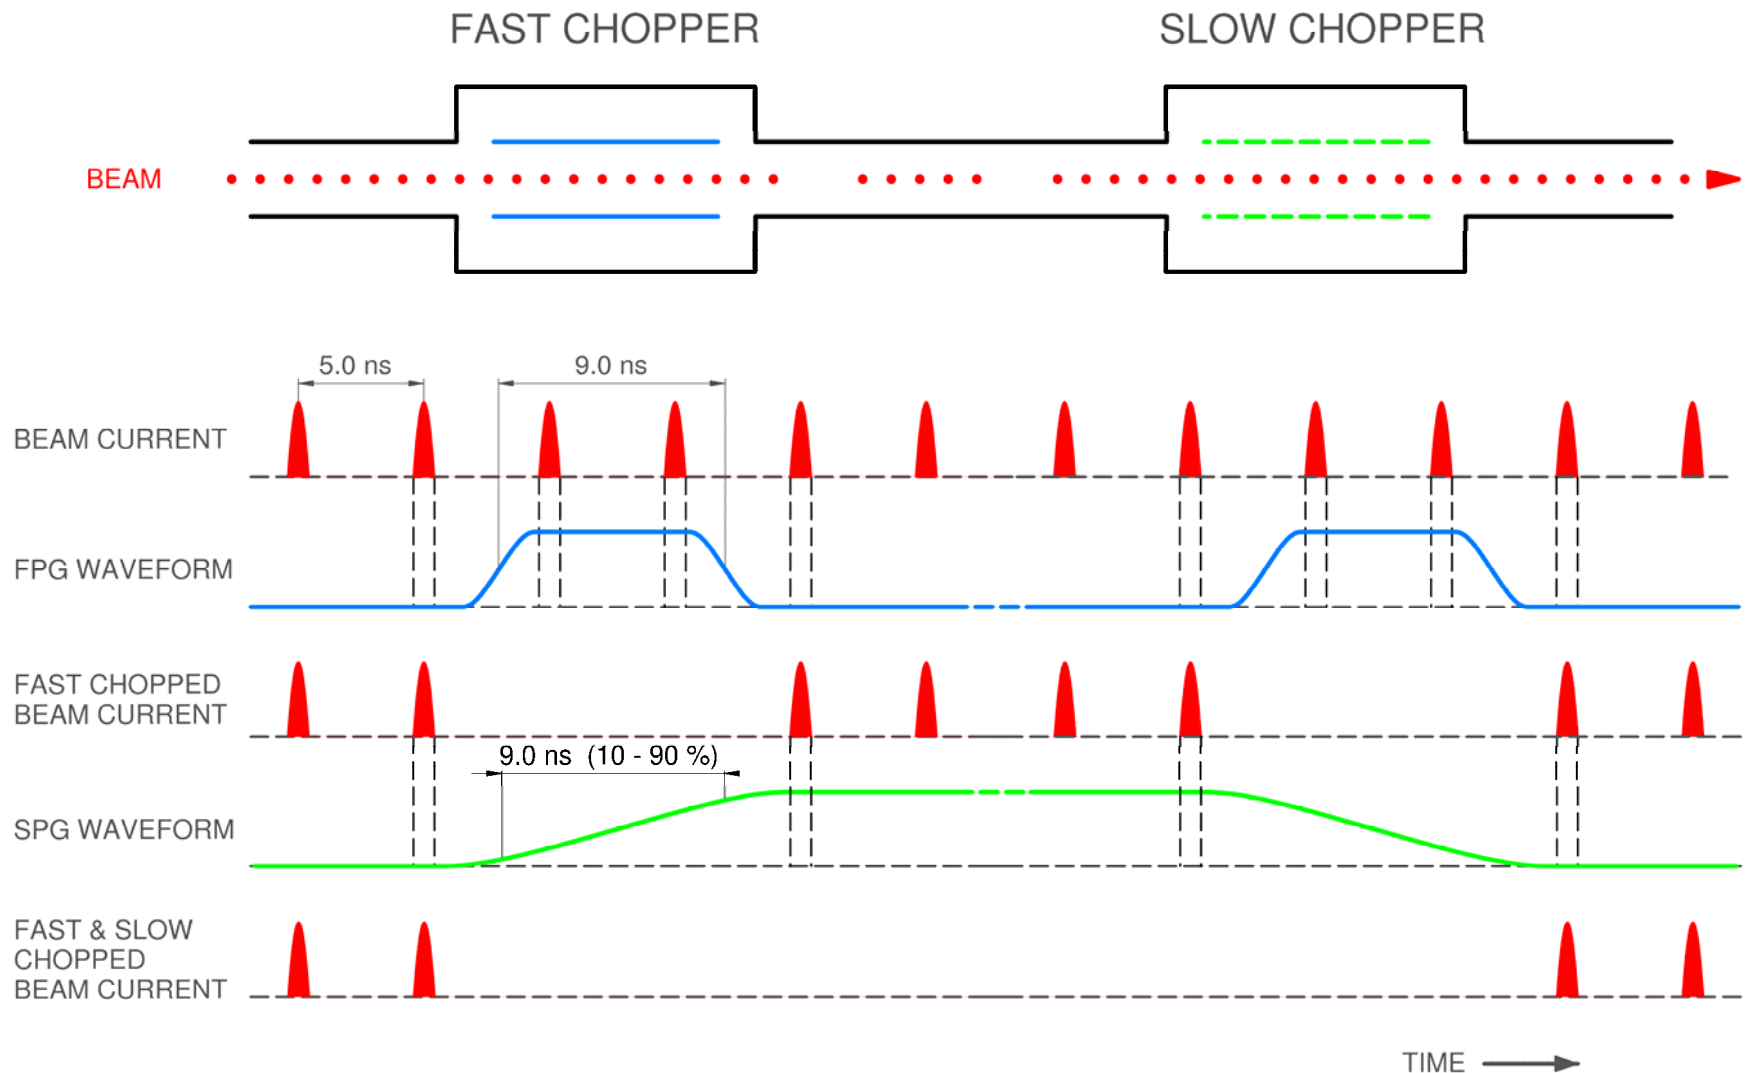 FAST CHOPPER
SLOW CHOPPER
BEAM
5.0 ns
9.0 ns
BEAM CURRENT
FPG WAVEFORM
FAST CHOPPED
BEAM CURRENT
9.0 ns (10 - 90 %)
SPG WAVEFORM
FAST & SLOW
CHOPPED
BEAM CURRENT
TIME